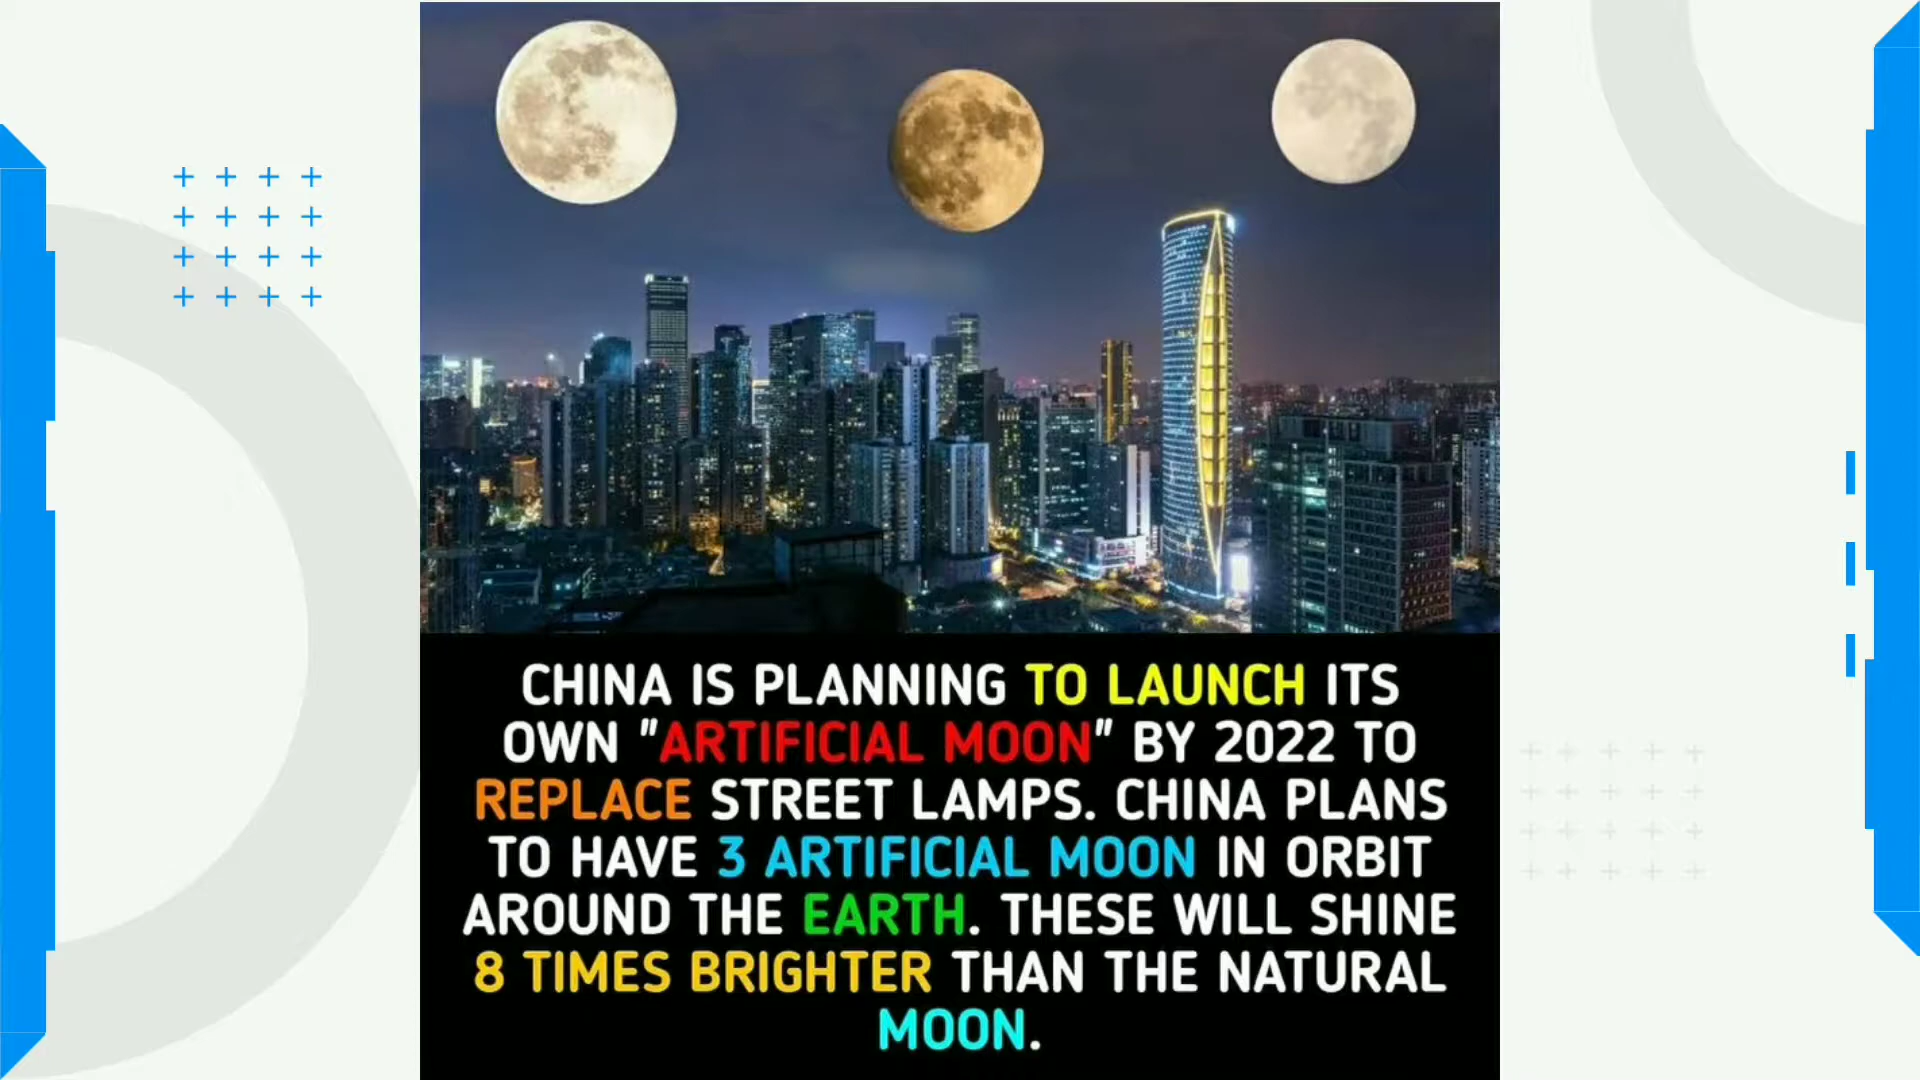 CHINA IS PLANNING TO LAUNCH ITS
OWN "ARTIFICIAL MOON" BY 2022 TO
REPLACE STREET LAMPS. CHINA PLANS
TO HAVE 3 ARTIFICIAL MOON IN ORBIT
AROUND THE EARTH. THESE WILL SHINE
8 TIMES BRIGHTER THAN THE NATURAL
MOON.